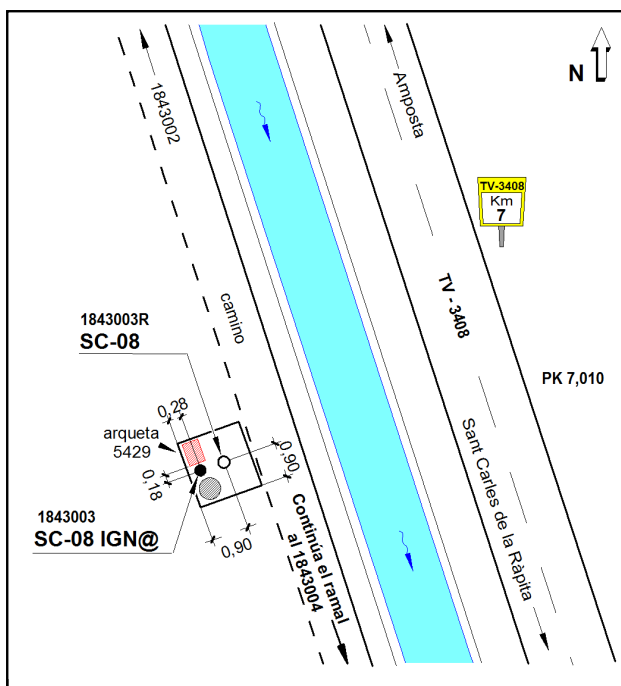 N
1843002
Amposta
TV-3408
Km
7
camino
TV - 3408
1843003R
SC-08
PK 7,010
0,28
arqueta
5429
0,90
0,18
Sant Carles de la Ràpita
1843003
SC-08 IGN@
0,90
Continúa el ramal
al 1843004